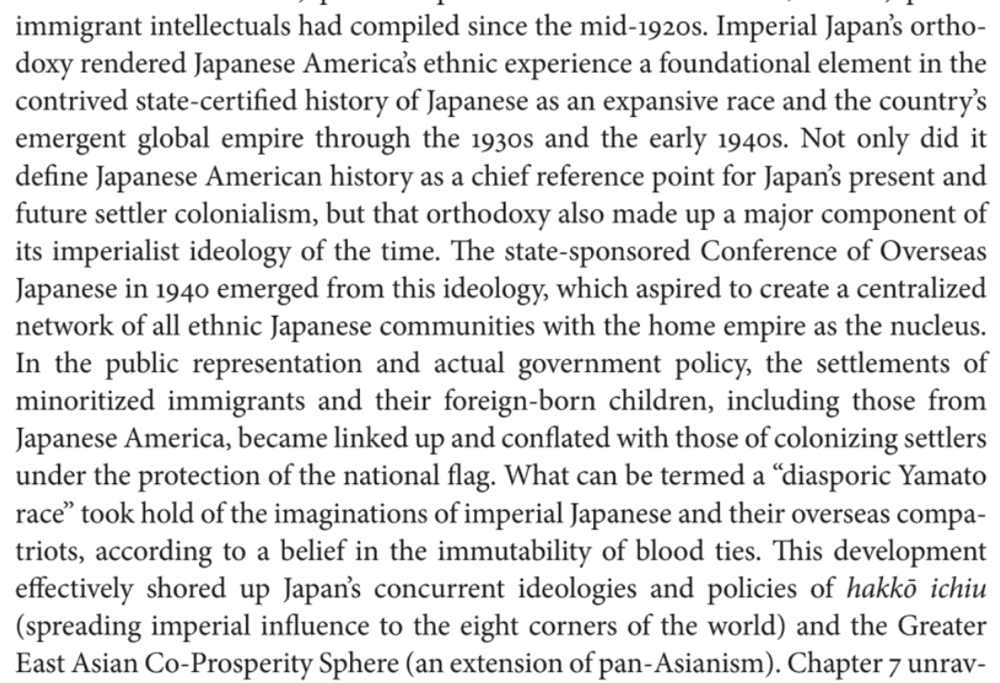 immigrant intellectuals had compiled since the mid-1920s. Imperial Japan's ortho-
doxy rendered Japanese America's ethnic experience a foundational element in the
contrived state-certified history of Japanese as an expansive race and the country's
emergent global empire through the 1930s and the early 1940s. Not only did it
define Japanese American history as a chief reference point for Japan's present and
future settler colonialism, but that orthodoxy also made up a major component of
its imperialist ideology of the time. The state-sponsored Conference of Overseas
Japanese in 1940 emerged from this ideology, which aspired to create a centralized
network of all ethnic Japanese communities with the home empire as the nucleus.
In the public representation and actual government policy, the settlements of
minoritized immigrants and their foreign-born children, including those from
Japanese America, became linked up and conflated with those of colonizing settlers
under the protection of the national flag. What can be termed a “diasporic Yamato
race” took hold of the imaginations of imperial Japanese and their overseas compa-
triots, according to a belief in the immutability of blood ties. This development
effectively shored up Japan's concurrent ideologies and policies of hakkō ichiu
(spreading imperial influence to the eight corners of the world) and the Greater
East Asian Co-Prosperity Sphere (an extension of pan-Asianism). Chapter 7 unrav-